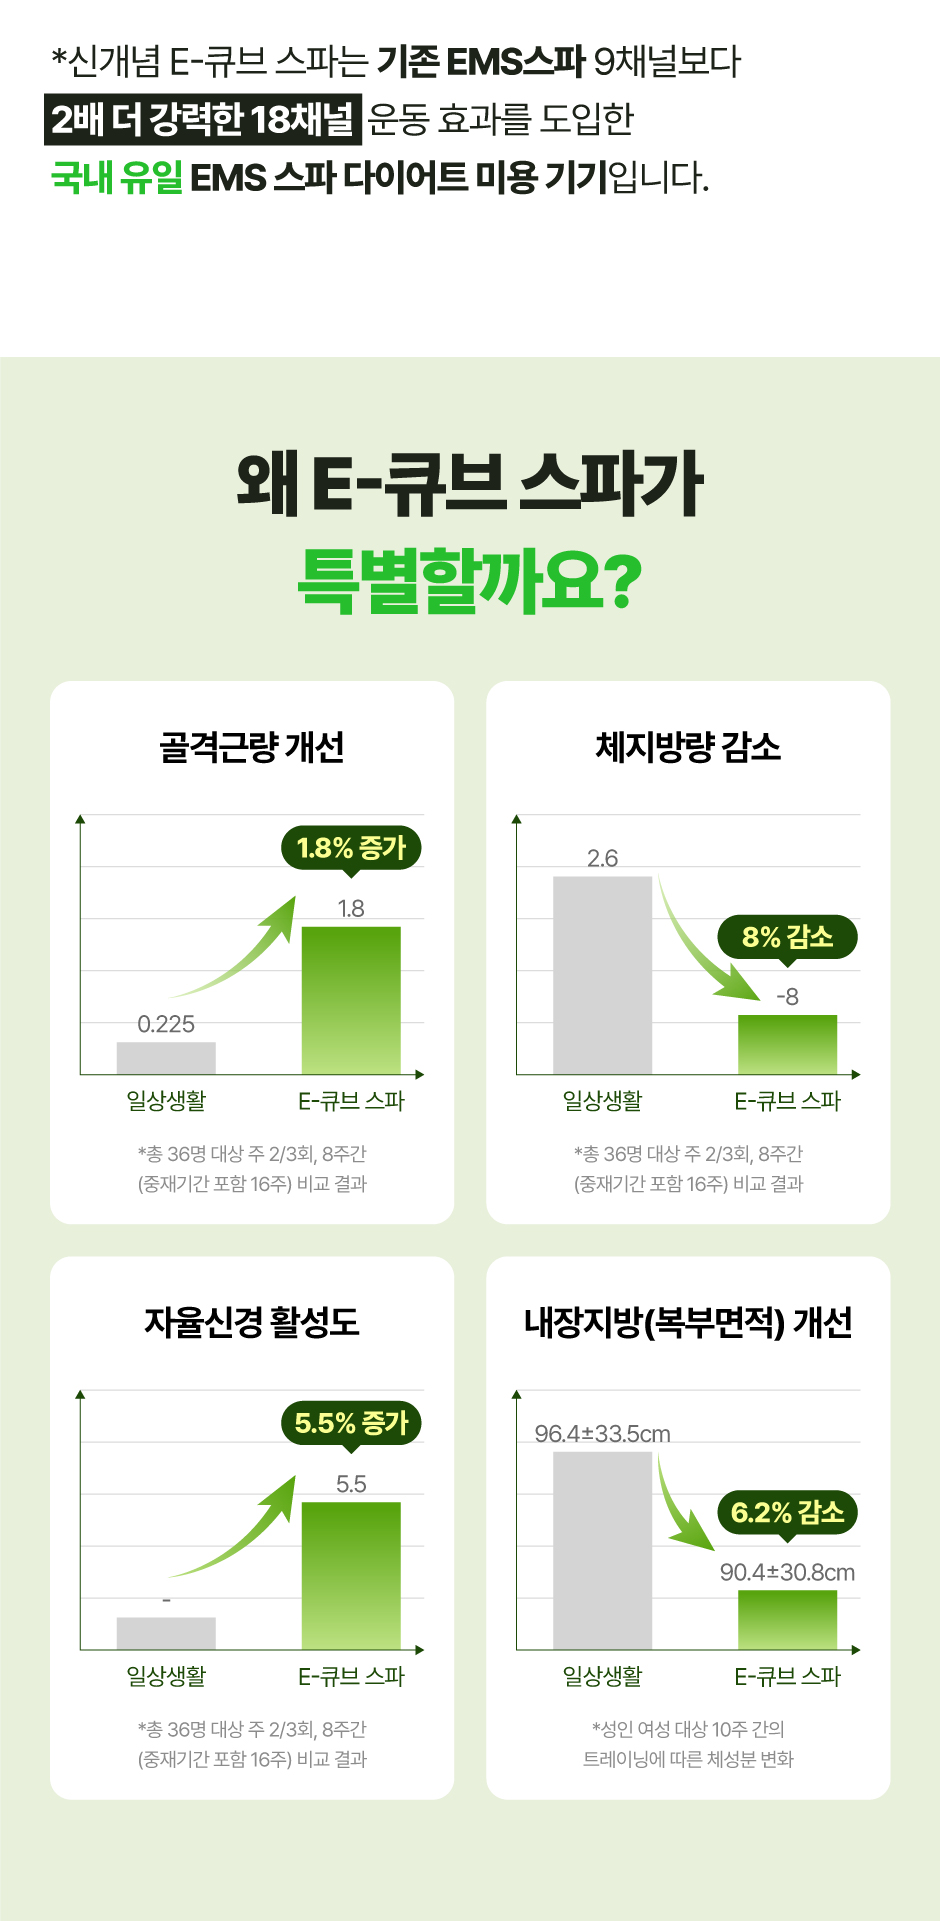 *신개념 E-큐브 스파는 기존 EMS스파 9채널보다
2배 더 강력한 18채널 운동 효과를 도입한
국내 유일 EMS 스파 다이어트 미용 기기입니다.
왜 E-큐브 스파가
특별할까요?
골격근량 개선
1.8% 증가
1.8
0.225
일상생활
E-큐브 스파
*총 36명 대상 주 2/3회, 8주간
(중재기간 포함 16주) 비교 결과
체지방량 감소
2.6
8% 감소
-8
일상생활
E-큐브 스파
*총 36명 대상 주 2/3회, 8주간
(중재기간 포함 16주) 비교 결과
자율신경 활성도
5.5% 증가
5.5
-
일상생활
E-큐브 스파
*총 36명 대상 주 2/3회, 8주간
(중재기간 포함 16주) 비교 결과
내장지방(복부면적) 개선
96.4±33.5cm
6.2% 감소
90.4±30.8cm
일상생활
E-큐브 스파
*성인 여성 대상 10주 간의
트레이닝에 따른 체성분 변화